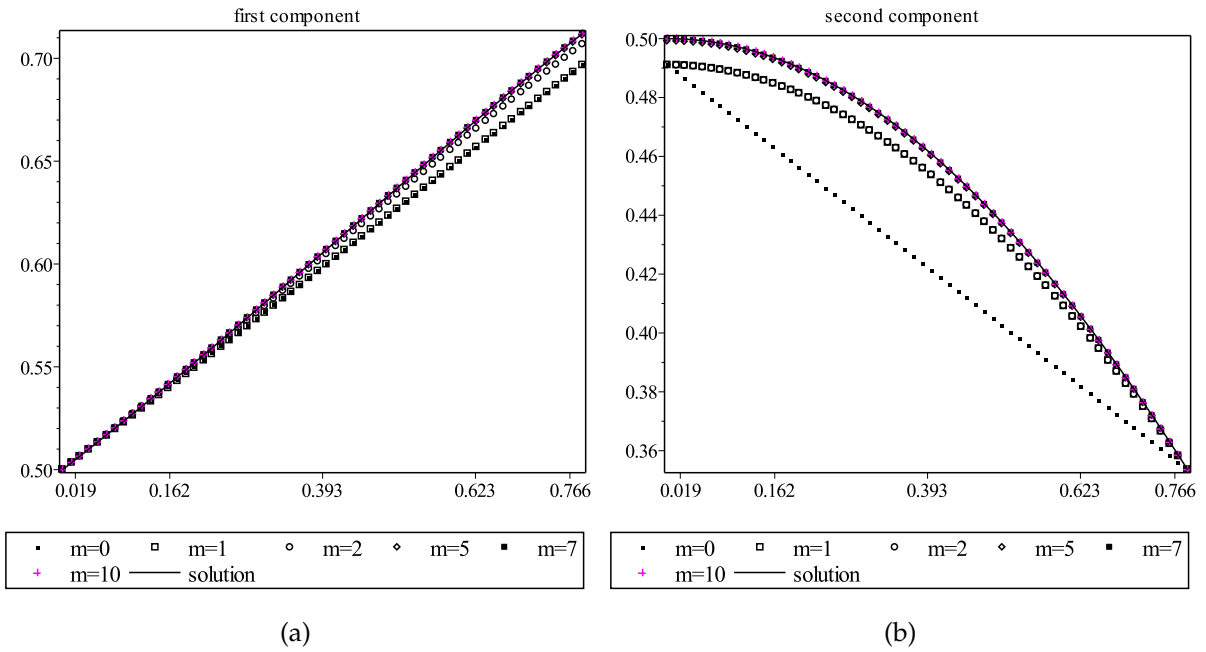 first component
0.70
0.65
0.60
0.55
0.50
0.019 0.162 0.393 0.623 0.766
m=0 m=1 m=2 m=5 m=7
m=10 solution
(a)
second component
0.50
0.48
0.46
0.44
0.42
0.40
0.38
0.36
0.019 0.162 0.393 0.623 0.766
m=0 m=1 m=2 m=5 m=7
m=10 solution
(b)